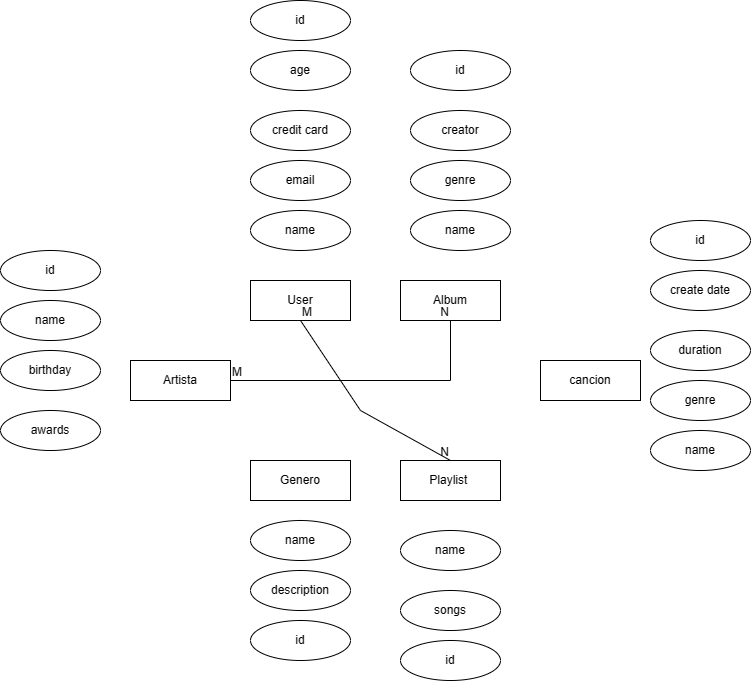 id
age
credit card
email
name
id
creator
genre
name
id
create date
duration
genre
name
id
name
birthday
awards
User
M
Album
N
Artista
M
cancion
Genero
N
Playlist
name
description
id
name
songs
id